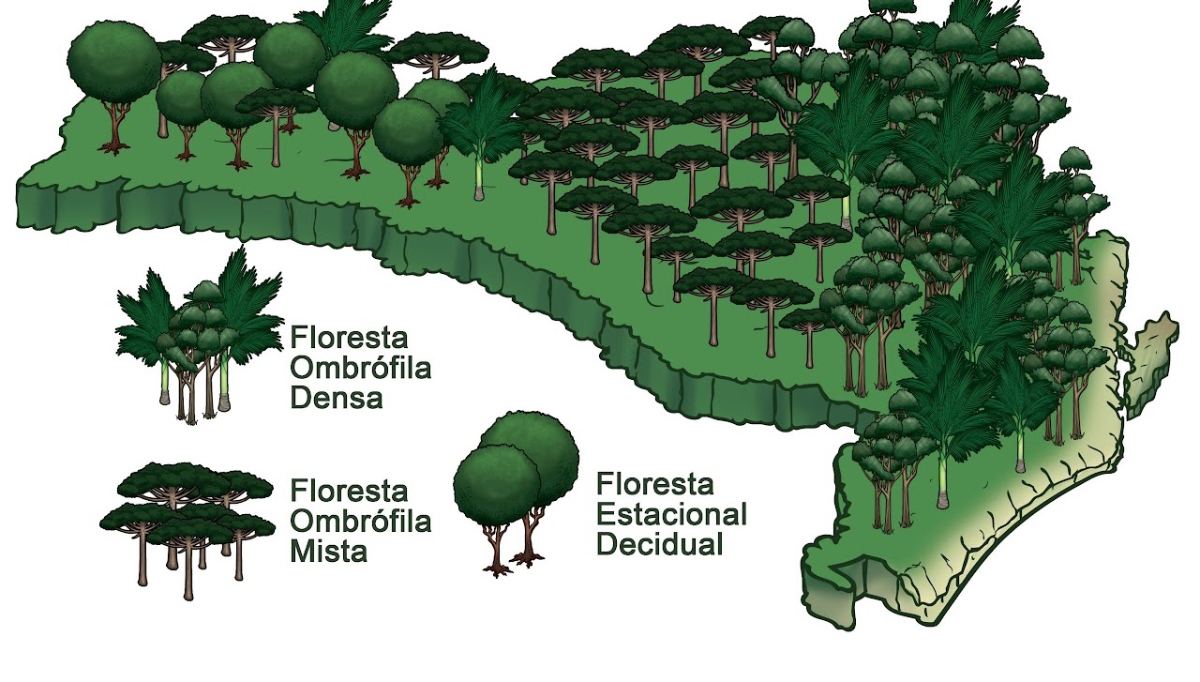 Floresta
Ombrófila
Densa
Floresta
Ombrófila
Mista
Floresta
Estacional
Decidual